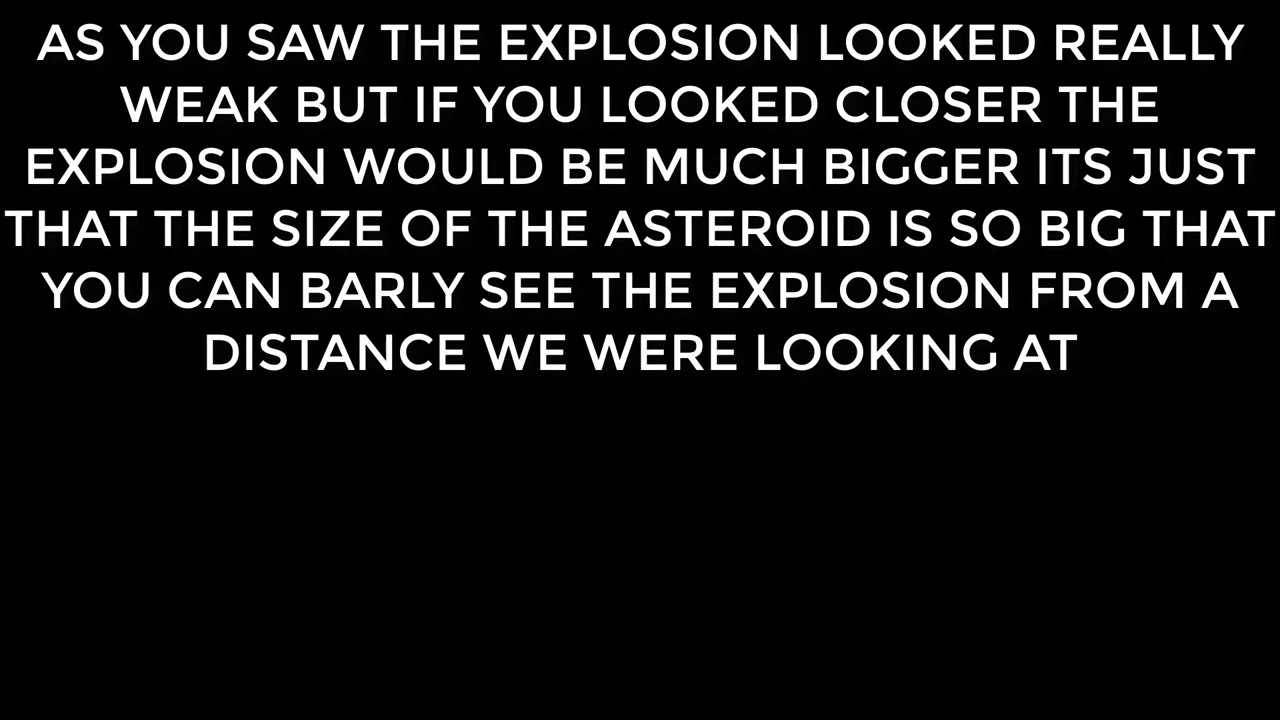 AS YOU SAW THE EXPLOSION LOOKED REALLY
WEAK BUT IF YOU LOOKED CLOSER THE
EXPLOSION WOULD BE MUCH BIGGER ITS JUST
THAT THE SIZE OF THE ASTEROID IS SO BIG THAT
YOU CAN BARLY SEE THE EXPLOSION FROM A
DISTANCE WE WERE LOOKING AT